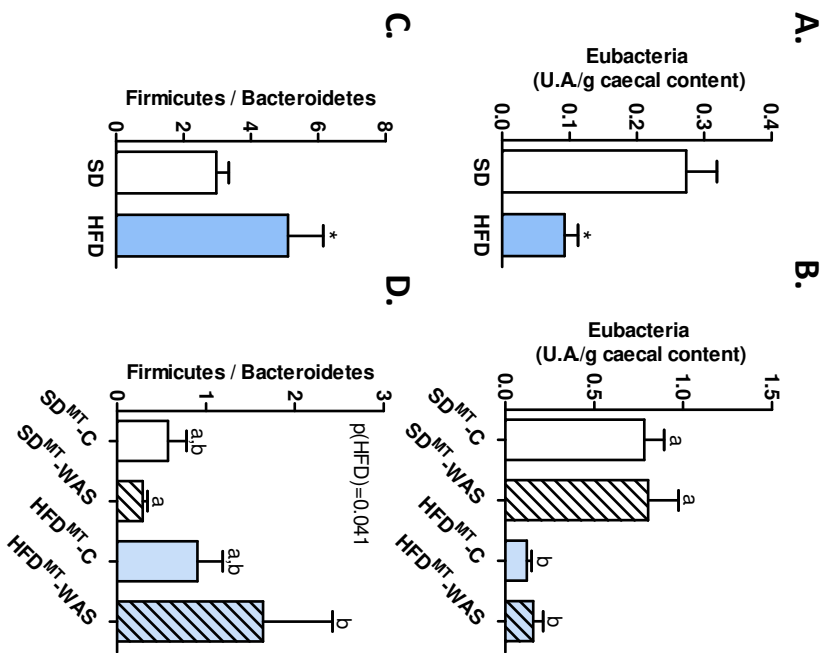 A.
Eubacteria
(U.A./g caecal content)
0.4
0.3
0.2
0.1
0.0
*
SD
HFD
B.
Eubacteria
(U.A./g caecal content)
1.5
1.0
0.5
0.0
a
a
b
b
SD^MT-C
SD^MT-WAS
HFD^MT-C
HFD^MT-WAS
C.
Firmicutes / Bacteroidetes
8
6
4
2
0
*
SD
HFD
D.
Firmicutes / Bacteroidetes
3
2
1
0
p(HFD)=0.041
a,b
a
a,b
b
SD^MT-C
SD^MT-WAS
HFD^MT-C
HFD^MT-WAS